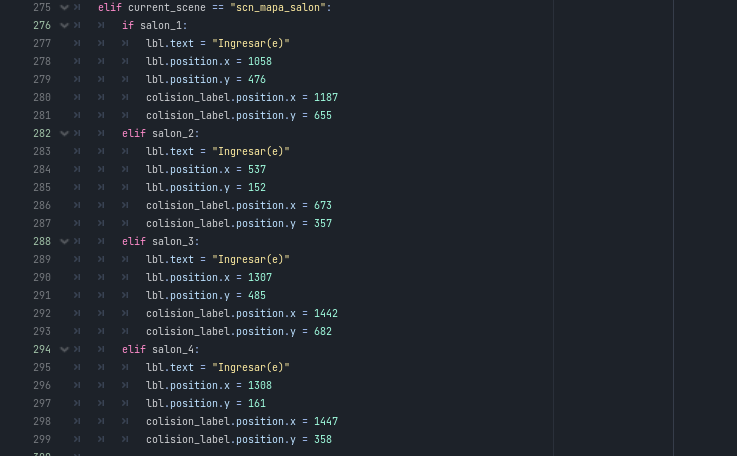 275 elif current_scene == "scn_mapa_salon":
276 if salon_1:
277 lbl.text = "Ingresar(e)"
278 lbl.position.x = 1058
279 lbl.position.y = 476
280 colision_label.position.x = 1187
281 colision_label.position.y = 655
282 elif salon_2:
283 lbl.text = "Ingresar(e)"
284 lbl.position.x = 537
285 lbl.position.y = 152
286 colision_label.position.x = 673
287 colision_label.position.y = 357
288 elif salon_3:
289 lbl.text = "Ingresar(e)"
290 lbl.position.x = 1307
291 lbl.position.y = 485
292 colision_label.position.x = 1442
293 colision_label.position.y = 682
294 elif salon_4:
295 lbl.text = "Ingresar(e)"
296 lbl.position.x = 1308
297 lbl.position.y = 161
298 colision_label.position.x = 1447
299 colision_label.position.y = 358